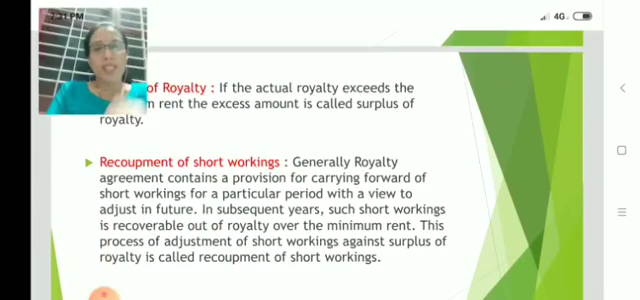 7:31 PM
4G
of Royalty : If the actual royalty exceeds the
rent the excess amount is called surplus of
royalty.
Recoupment of short workings : Generally Royalty
agreement contains a provision for carrying forward of
short workings for a particular period with a view to
adjust in future. In subsequent years, such short workings
is recoverable out of royalty over the minimum rent. This
process of adjustment of short workings against surplus of
royalty is called recoupment of short workings.